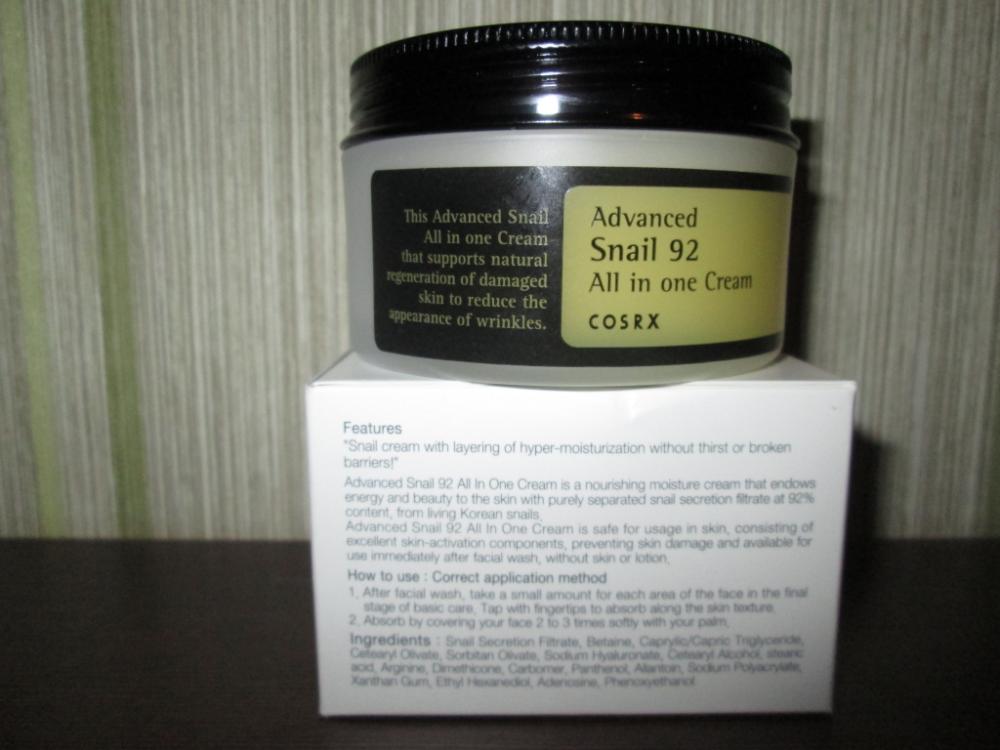 This Advanced Snail
All in one Cream
that supports natural
regeneration of damaged
skin to reduce the
appearance of wrinkles.
Advanced
Snail 92
All in one Cream
COSRX
Features
"Snail cream with layering of hyper-moisturization without thirst or broken
barriers!"
Advanced Snail 92 All In One Cream is a nourishing moisture cream that endows
energy and beauty to the skin with purely separated snail secretion filtrate at 92%
content, from living Korean snails.
Advanced Snail 92 All In One Cream is safe for usage in skin, consisting of
excellent skin-activation components, preventing skin damage and available for
use immediately after facial wash, without skin or lotion.
How to use : Correct application method
1. After facial wash, take a small amount for each area of the face in the final
stage of basic care. Tap with fingertips to absorb along the skin texture.
2. Absorb by covering your face 2 to 3 times softly with your palm.
Ingredients : Snail Secretion Filtrate, Betaine, Caprylic/Capric Triglyceride,
Cetearyl Olivate, Sorbitan Olivate, Sodium Hyaluronate, Cetearyl Alcohol, stearic
acid, Arginine, Dimethicone, Carbomer, Panthenol, Allantoin, Sodium Polyacrylate,
Xanthan Gum, Ethyl Hexanediol, Adenosine, Phenoxyethanol